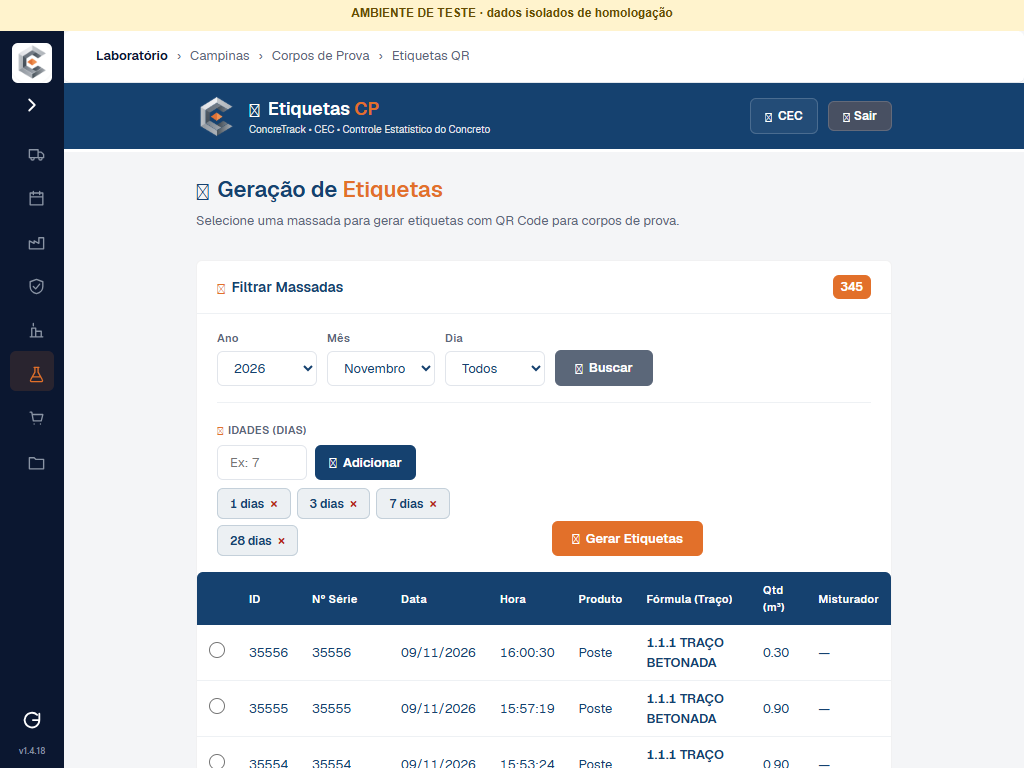 AMBIENTE DE TESTE · dados isolados de homologação
Laboratório › Campinas › Corpos de Prova › Etiquetas QR
Etiquetas CP
ConcreTrack • CEC • Controle Estatístico do Concreto
CEC
Sair
Geração de Etiquetas
Selecione uma massada para gerar etiquetas com QR Code para corpos de prova.
Filtrar Massadas
345
Ano
Mês
Dia
2026
Novembro
Todos
Buscar
IDADES (DIAS)
Ex: 7
Adicionar
1 dias ×
3 dias ×
7 dias ×
28 dias ×
Gerar Etiquetas
ID Nº Série Data Hora Produto Fórmula (Traço) Qtd (m³) Misturador
35556 35556 09/11/2026 16:00:30 Poste 1.1.1 TRAÇO BETONADA 0.30 —
35555 35555 09/11/2026 15:57:19 Poste 1.1.1 TRAÇO BETONADA 0.90 —
35554 35554 09/11/2026 15:53:24 Poste 1.1.1 TRAÇO 0.90 —
v1.4.18